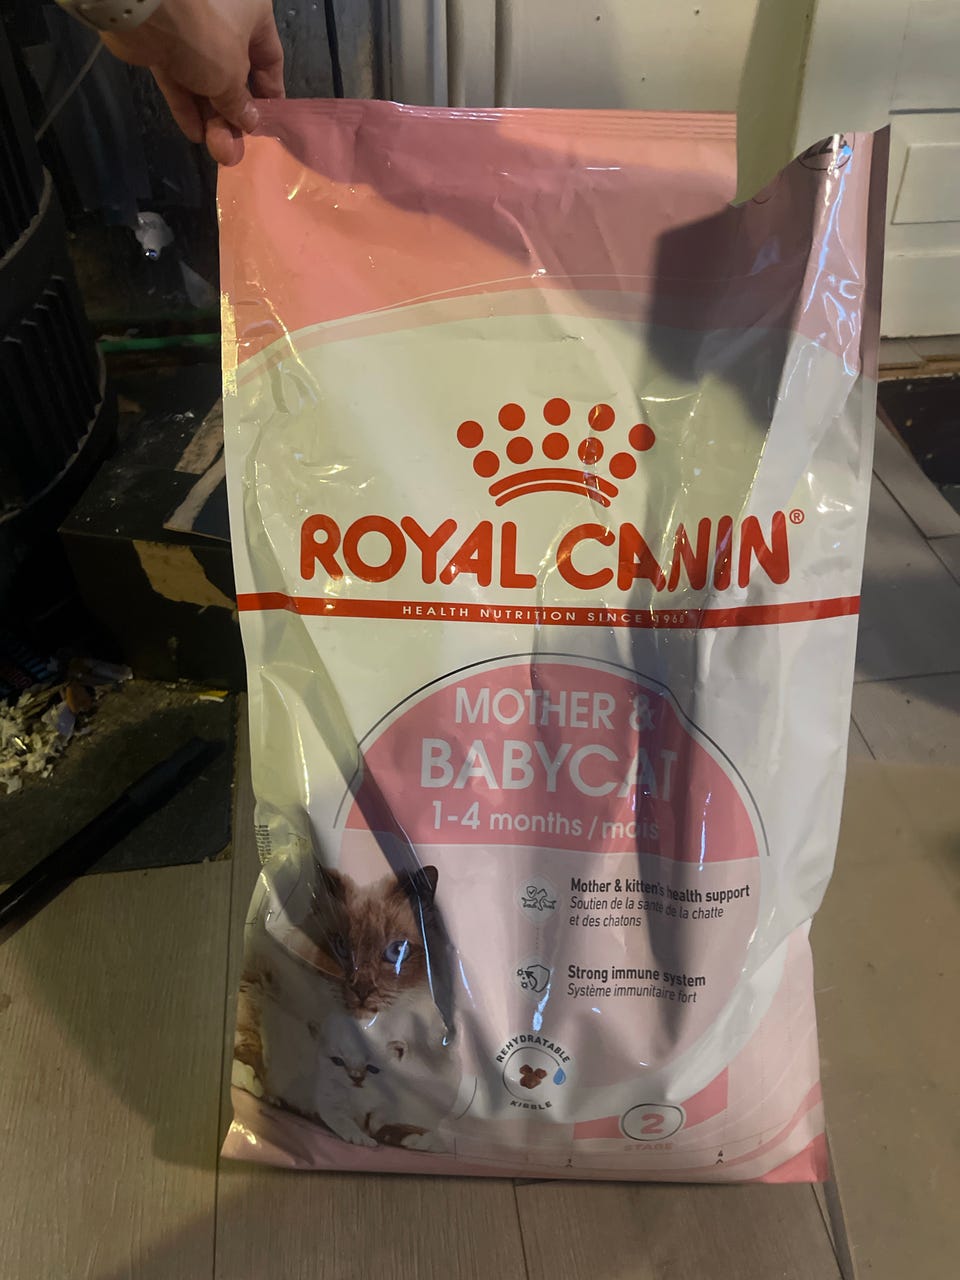 ROYAL CANIN®
HEALTH NUTRITION SINCE 1968
MOTHER &
BABYCAT
1-4 months / mois
Mother & kitten's health support
Soutien de la santé de la chatte
et des chatons
Strong immune system
Système immunitaire fort
REHYDRATABLE
KIBBLE
2
STAGE
4